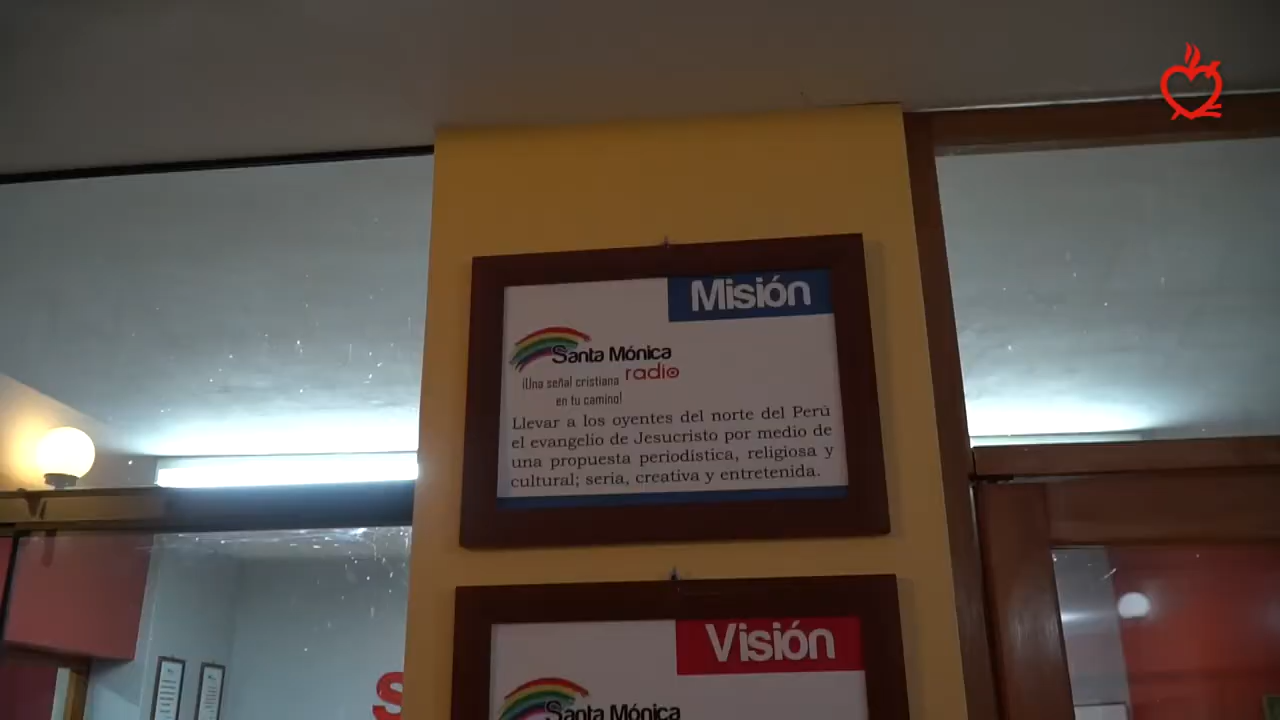 Misión
Santa Mónica
radio
¡Una señal cristiana
en tu camino!
Llevar a los oyentes del norte del Perú
el evangelio de Jesucristo por medio de
una propuesta periodística, religiosa y
cultural; seria, creativa y entretenida.
Visión
Santa Mónica
S